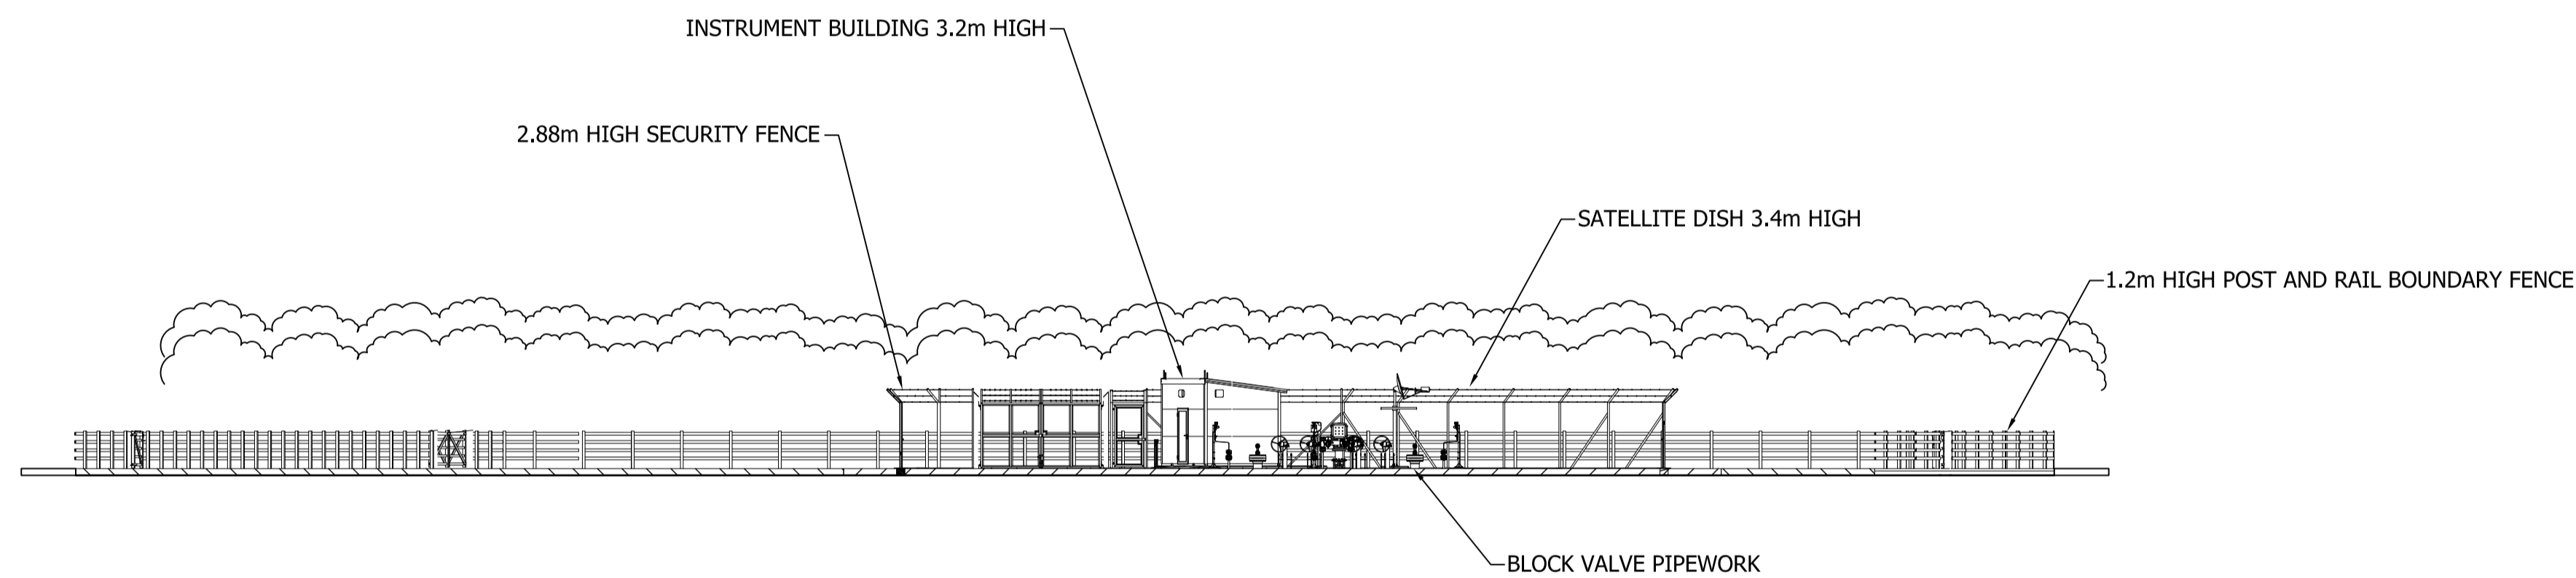 INSTRUMENT BUILDING 3.2m HIGH
2.88m HIGH SECURITY FENCE
SATELLITE DISH 3.4m HIGH
1.2m HIGH POST AND RAIL BOUNDARY FENCE
BLOCK VALVE PIPEWORK